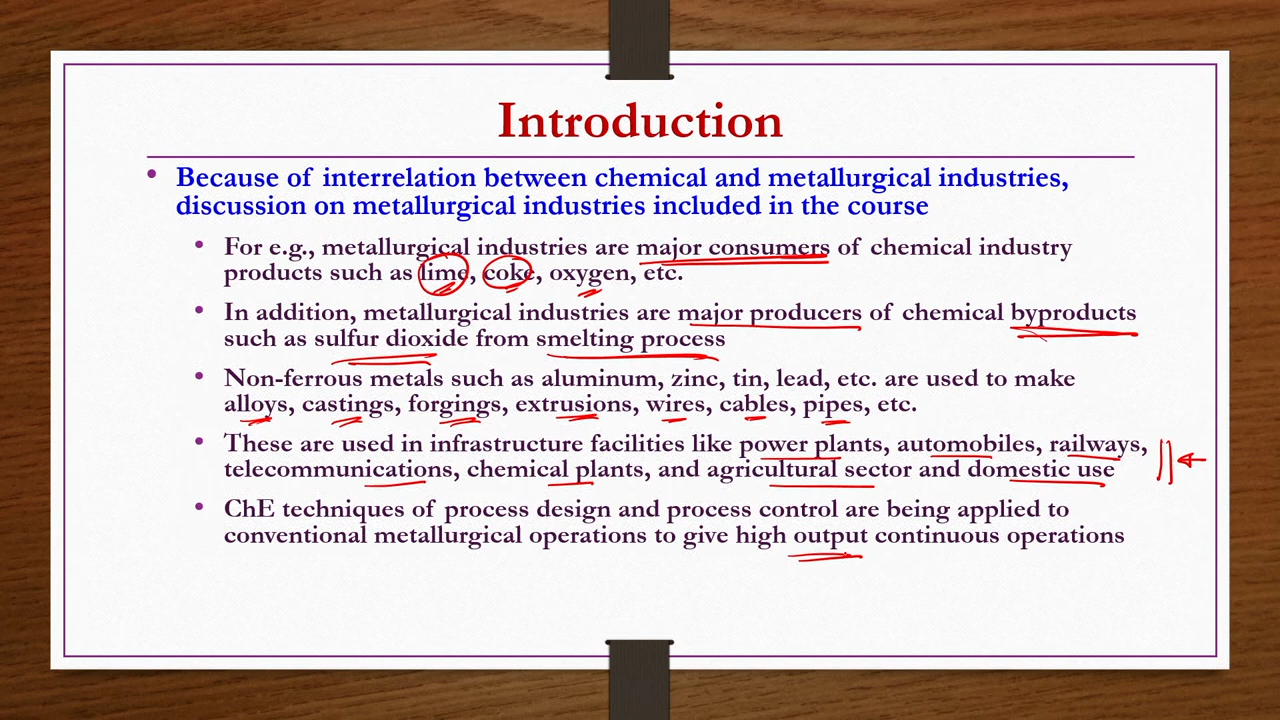 Introduction
• Because of interrelation between chemical and metallurgical industries,
discussion on metallurgical industries included in the course
• For e.g., metallurgical industries are major consumers of chemical industry
products such as lime, coke, oxygen, etc.
• In addition, metallurgical industries are major producers of chemical byproducts
such as sulfur dioxide from smelting process
• Non-ferrous metals such as aluminum, zinc, tin, lead, etc. are used to make
alloys, castings, forgings, extrusions, wires, cables, pipes, etc.
• These are used in infrastructure facilities like power plants, automobiles, railways,
telecommunications, chemical plants, and agricultural sector and domestic use
• ChE techniques of process design and process control are being applied to
conventional metallurgical operations to give high output continuous operations